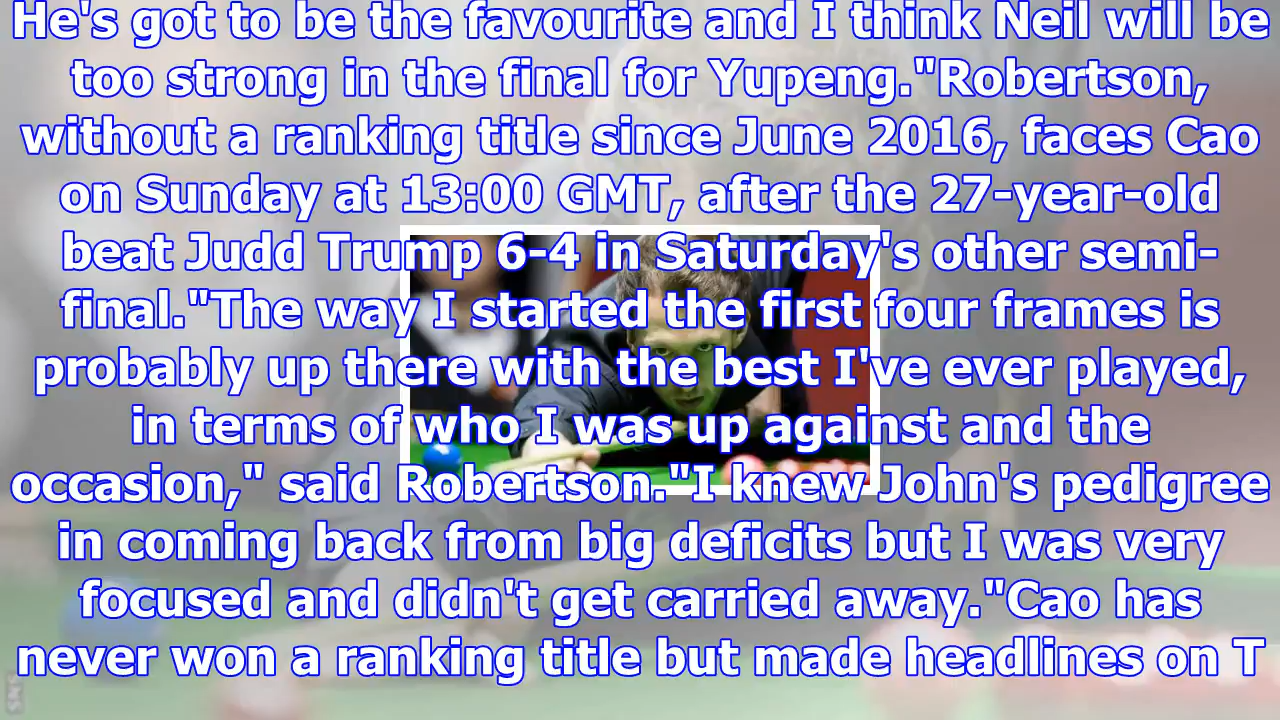 He's got to be the favourite and I think Neil will be
too strong in the final for Yupeng."Robertson,
without a ranking title since June 2016, faces Cao
on Sunday at 13:00 GMT, after the 27-year-old
beat Judd Trump 6-4 in Saturday's other semi-
final."The way I started the first four frames is
probably up there with the best I've ever played,
in terms of who I was up against and the
occasion," said Robertson."I knew John's pedigree
in coming back from big deficits but I was very
focused and didn't get carried away."Cao has
never won a ranking title but made headlines on T
SNS